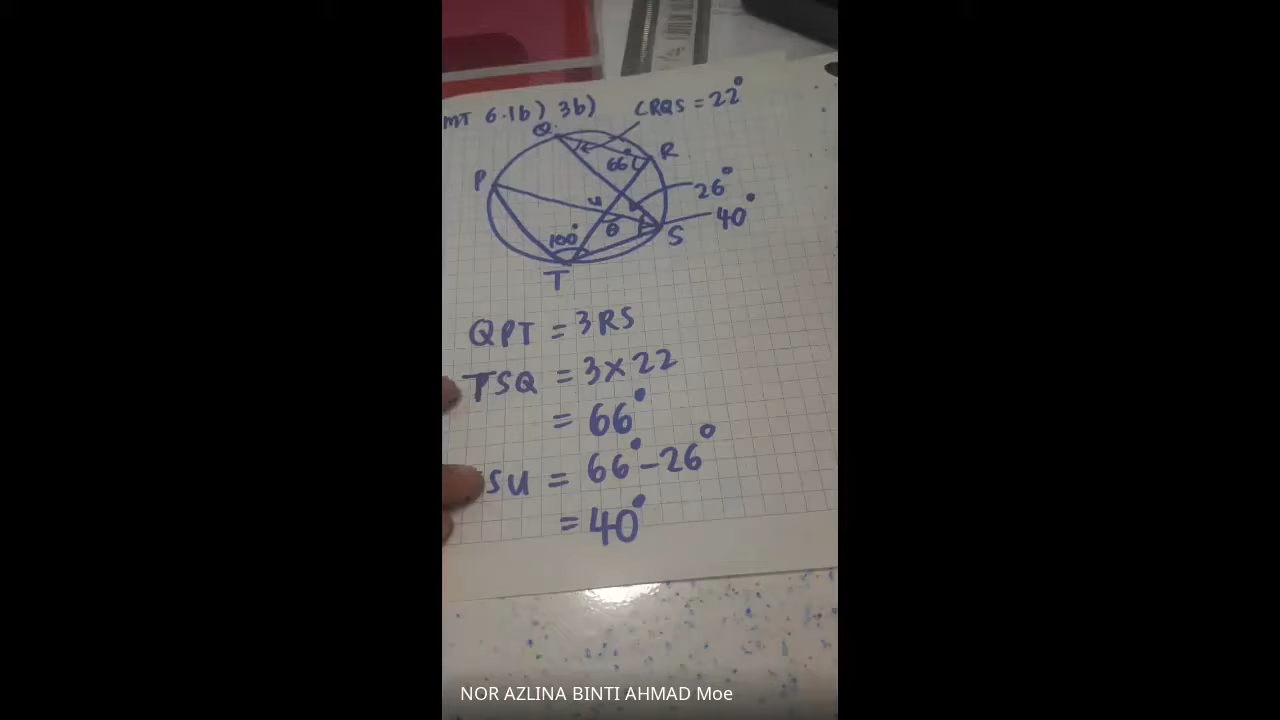 MT 6.1b) 3b)
<RQS = 22°
Q
R
66°
P
26°
U
40°
θ
100°
S
T
QPT = 3RS
TSQ = 3×22
= 66°
SU = 66°-26°
= 40°
NOR AZLINA BINTI AHMAD Moe